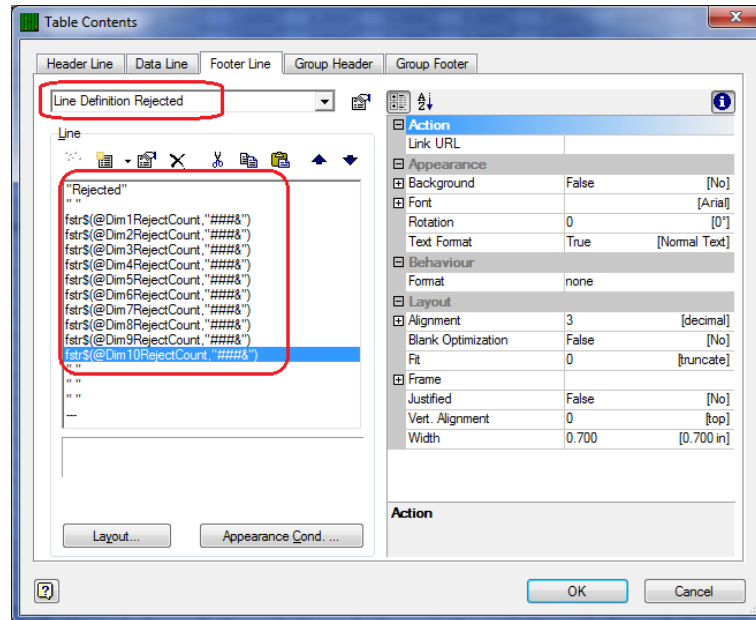 Table Contents
x
Header Line Data Line Footer Line Group Header Group Footer
Line Definition Rejected
Line
"Rejected"
" "
fstr$(@Dim1RejectCount,"###&")
fstr$(@Dim2RejectCount,"###&")
fstr$(@Dim3RejectCount,"###&")
fstr$(@Dim4RejectCount,"###&")
fstr$(@Dim5RejectCount,"###&")
fstr$(@Dim6RejectCount,"###&")
fstr$(@Dim7RejectCount,"###&")
fstr$(@Dim8RejectCount,"###&")
fstr$(@Dim9RejectCount,"###&")
fstr$(@Dim10RejectCount,"###&")
" "
" "
" "
---
Layout...
Appearance Cond. ...
Action
Link URL
Appearance
Background False [No]
Font [Arial]
Rotation 0 [0°]
Text Format True [Normal Text]
Behaviour
Format none
Layout
Alignment 3 [decimal]
Blank Optimization False [No]
Fit 0 [truncate]
Frame
Justified False [No]
Vert. Alignment 0 [top]
Width 0.700 [0.700 in]
Action
OK
Cancel